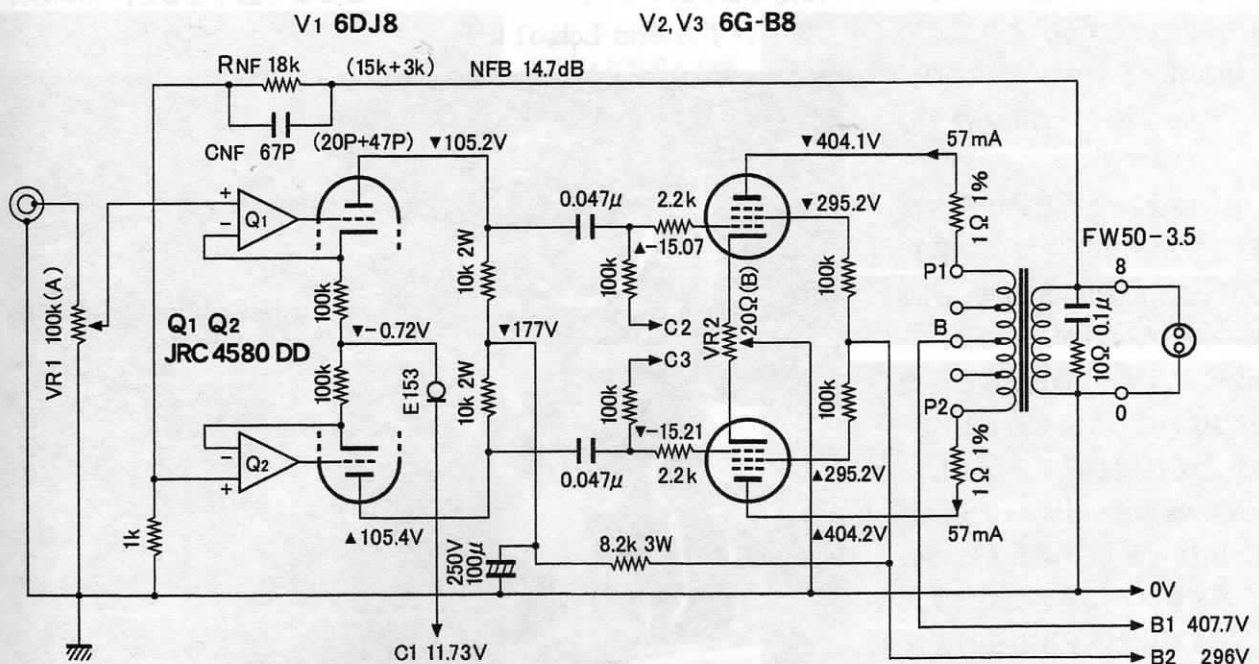 V1 6DJ8
V2,V3 6G-B8
RNF 18k
(15k+3k)
NFB 14.7dB
CNF 67P
(20P+47P)
▼105.2V
▼404.1V
57mA
+
−
Q1
0.047μ
2.2k
▼295.2V
1Ω 1%
FW50-3.5
▲−15.07
100k
10k 2W
100k
100k
P1
8
VR1 100k(A)
Q1 Q2
JRC 4580 DD
▼−0.72V
▼177V
C2
C3
VR2
20Ω(B)
B
0.1μ
10Ω
100k
E153
10k 2W
100k
100k
P2
0
−
+
Q2
▼−15.21
0.047μ
2.2k
▲295.2V
1Ω 1%
1k
▲105.4V
▲404.2V
57mA
250V
100μ
8.2k 3W
0V
C1 11.73V
B1 407.7V
B2 296V